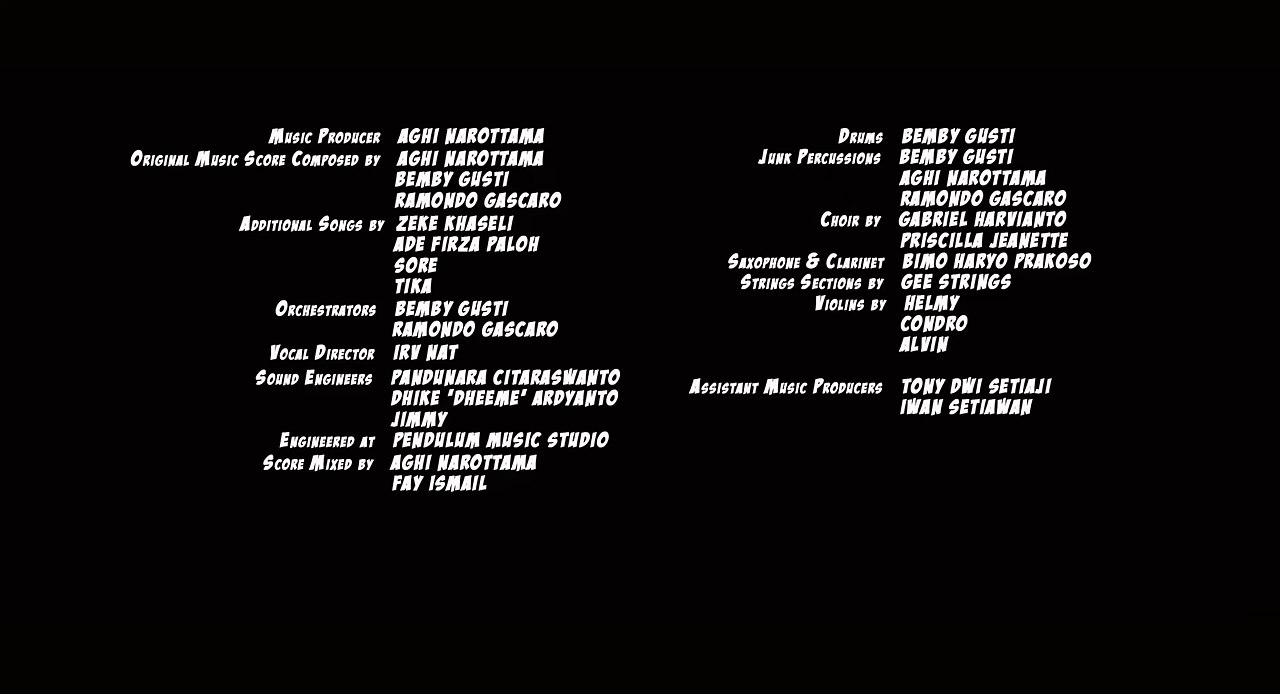 Music Producer AGHI NAROTTAMA
Original Music Score Composed by AGHI NAROTTAMA
BEMBY GUSTI
RAMONDO GASCARO
Additional Songs by ZEKE KHASELI
ADE FIRZA PALOH
SORE
TIKA
Orchestrators BEMBY GUSTI
RAMONDO GASCARO
Vocal Director IRV NAT
Sound Engineers PANDUNARA CITARASWANTO
DHIKE "DHEEME" ARDYANTO
JIMMY
Engineered at PENDULUM MUSIC STUDIO
Score Mixed by AGHI NAROTTAMA
FAY ISMAIL
Drums BEMBY GUSTI
Junk Percussions BEMBY GUSTI
AGHI NAROTTAMA
RAMONDO GASCARO
Choir by GABRIEL HARVIANTO
PRISCILLA JEANETTE
Saxophone & Clarinet BIMO HARYO PRAKOSO
Strings Sections by GEE STRINGS
Violins by HELMY
CONDRO
ALVIN
Assistant Music Producers TONY DWI SETIAJI
IWAN SETIAWAN